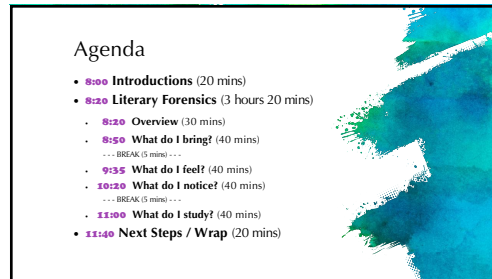 Agenda
• 8:00 Introductions (20 mins)
• 8:20 Literary Forensics (3 hours 20 mins)
• 8:20 Overview (30 mins)
• 8:50 What do I bring? (40 mins)
- - - BREAK (5 mins) - - -
• 9:35 What do I feel? (40 mins)
• 10:20 What do I notice? (40 mins)
- - - BREAK (5 mins) - - -
• 11:00 What do I study? (40 mins)
• 11:40 Next Steps / Wrap (20 mins)